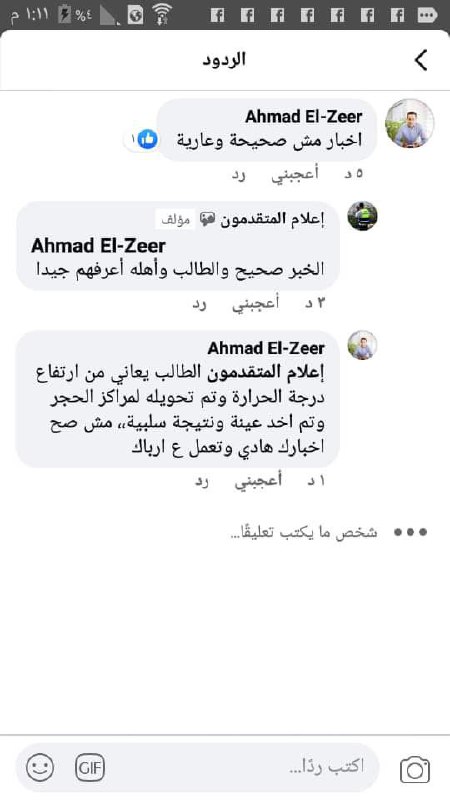 ١:١١ م
٤٪
الردود
Ahmad El-Zeer
اخبار مش صحيحة وعارية
١
٥ د أعجبني رد
إعلام المتقدمون مؤلف
Ahmad El-Zeer
الخبر صحيح والطالب وأهله أعرفهم جيدا
٣ د أعجبني رد
Ahmad El-Zeer
إعلام المتقدمون الطالب يعاني من ارتفاع
درجة الحرارة وتم تحويله لمراكز الحجر
وتم اخد عينة ونتيجة سلبية،، مش صح
اخبارك هادي وتعمل ع ارباك
١ د أعجبني رد
شخص ما يكتب تعليقًا...
اكتب ردًا...
GIF